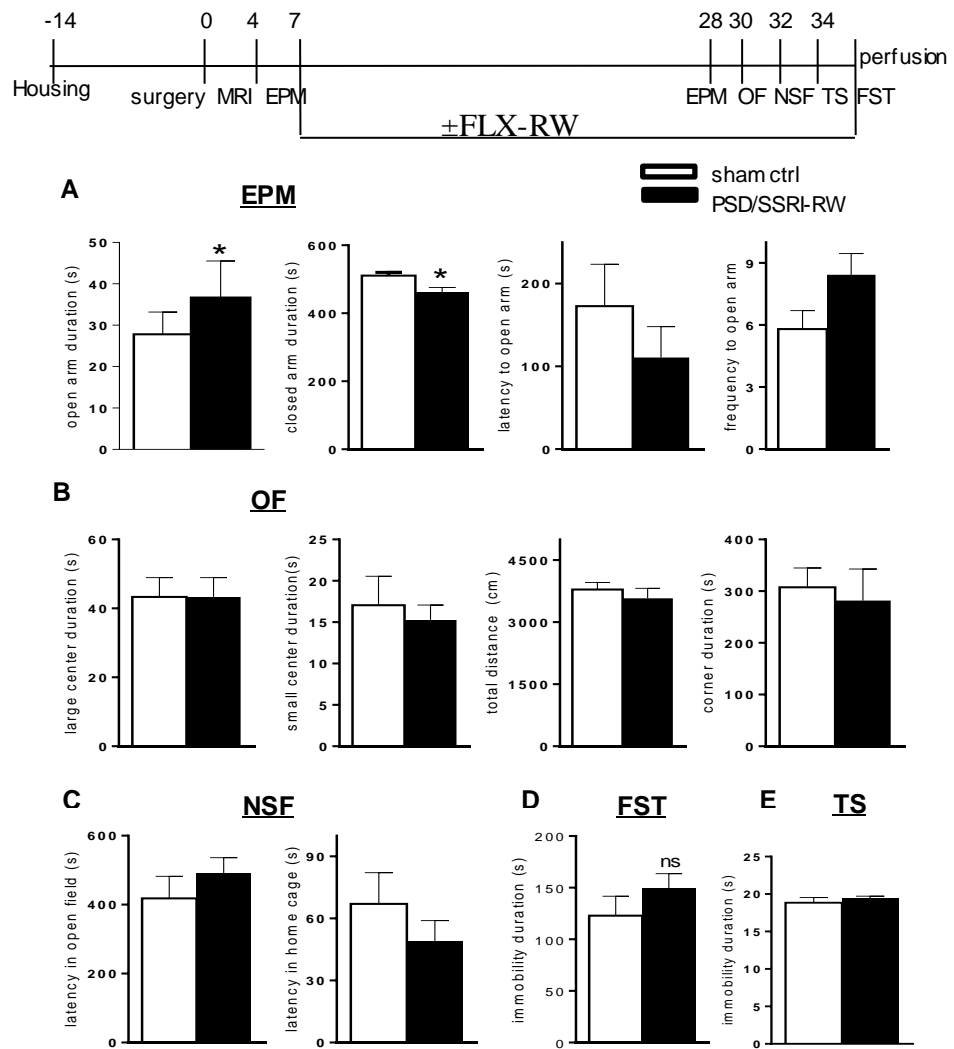 -14 0 4 7 28 30 32 34
perfusion
Housing surgery MRI EPM EPM OF NSF TS FST
±FLX-RW
sham ctrl
PSD/SSRI-RW
A EPM
open arm duration (s)
50
40
30
20
10
0
*
closed arm duration (s)
600
400
200
0
*
latency to open arm (s)
200
100
0
frequency to open arm
9
6
3
0
B OF
large center duration (s)
60
40
20
0
small center duration(s)
25
20
15
10
5
0
total distance (cm)
4500
3000
1500
0
corner duration (s)
400
300
200
100
0
C NSF
latency in open field (s)
600
400
200
0
latency in home cage (s)
90
60
30
0
D FST
immobility duration (s)
200
150
100
50
0
ns
E TS
immobility duration (s)
25
20
15
10
5
0